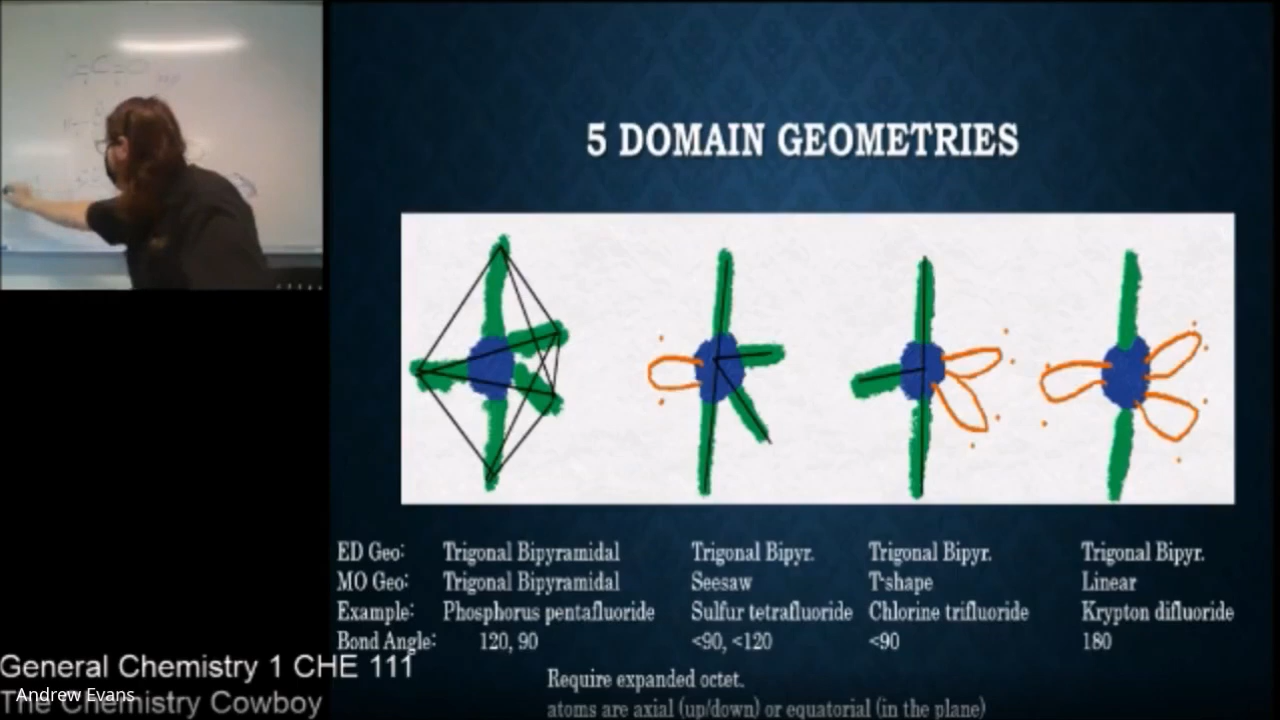 5 DOMAIN GEOMETRIES
ED Geo: Trigonal Bipyramidal Trigonal Bipyr. Trigonal Bipyr. Trigonal Bipyr.
MO Geo: Trigonal Bipyramidal Seesaw T-shape Linear
Example: Phosphorus pentafluoride Sulfur tetrafluoride Chlorine trifluoride Krypton difluoride
Bond Angle: 120, 90 <90, <120 <90 180
Require expanded octet.
atoms are axial (up/down) or equatorial (in the plane)
General Chemistry 1 CHE 111
Andrew Evans
The Chemistry Cowboy